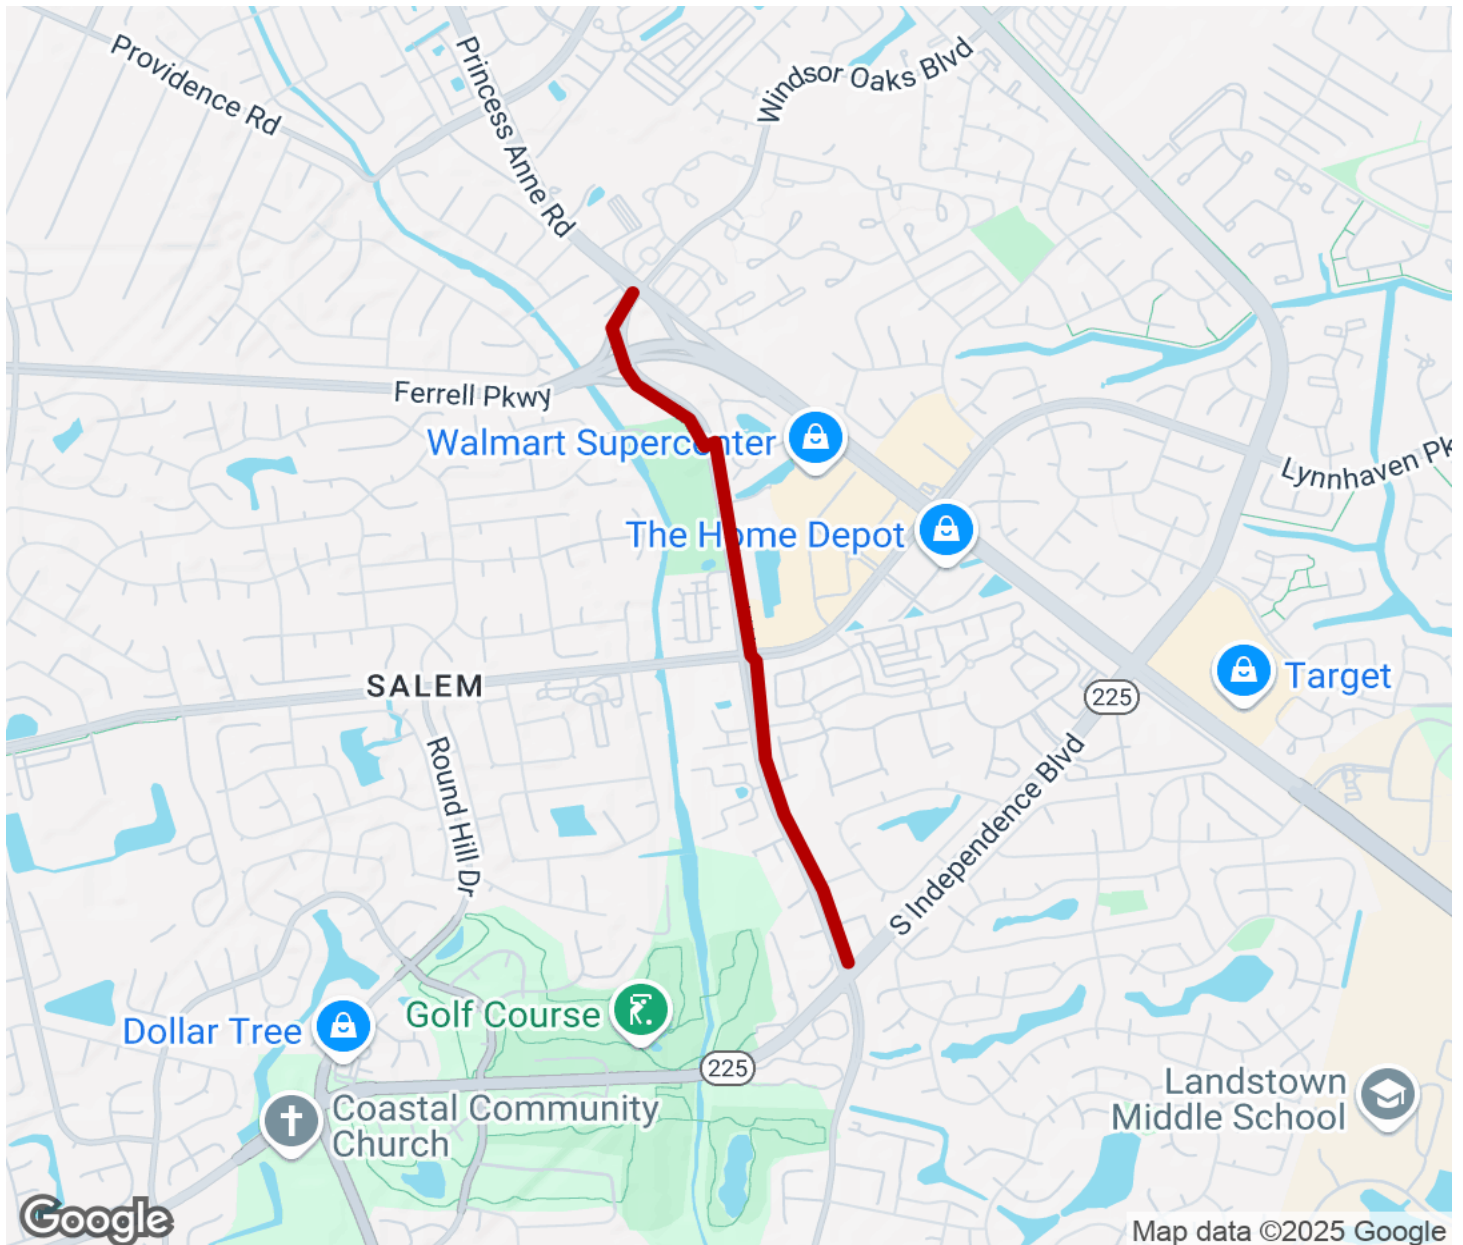 Providence Rd
Princess Anne Rd
Windsor Oaks Blvd
Ferrell Pkwy
Walmart Supercenter
Lynnhaven Pk
The Home Depot
SALEM
Target
225
Round Hill Dr
S Independence Blvd
Golf Course
Dollar Tree
225
Landstown
Middle School
Coastal Community
Church
Google
Map data ©2025 Google